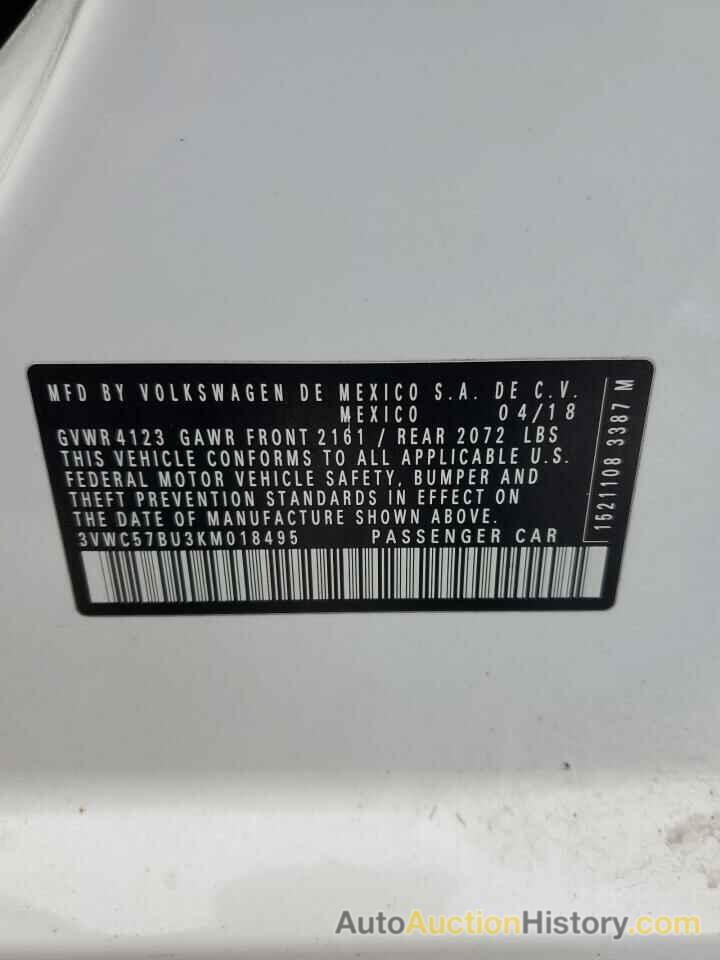 MFD BY VOLKSWAGEN DE MEXICO S.A. DE C.V.
MEXICO 04/18
GVWR 4123 GAWR FRONT 2161 / REAR 2072 LBS
THIS VEHICLE CONFORMS TO ALL APPLICABLE U.S.
FEDERAL MOTOR VEHICLE SAFETY, BUMPER AND
THEFT PREVENTION STANDARDS IN EFFECT ON
THE DATE OF MANUFACTURE SHOWN ABOVE.
3VWC57BU3KM018495 PASSENGER CAR
1521108 3387 M
AutoAuctionHistory.com